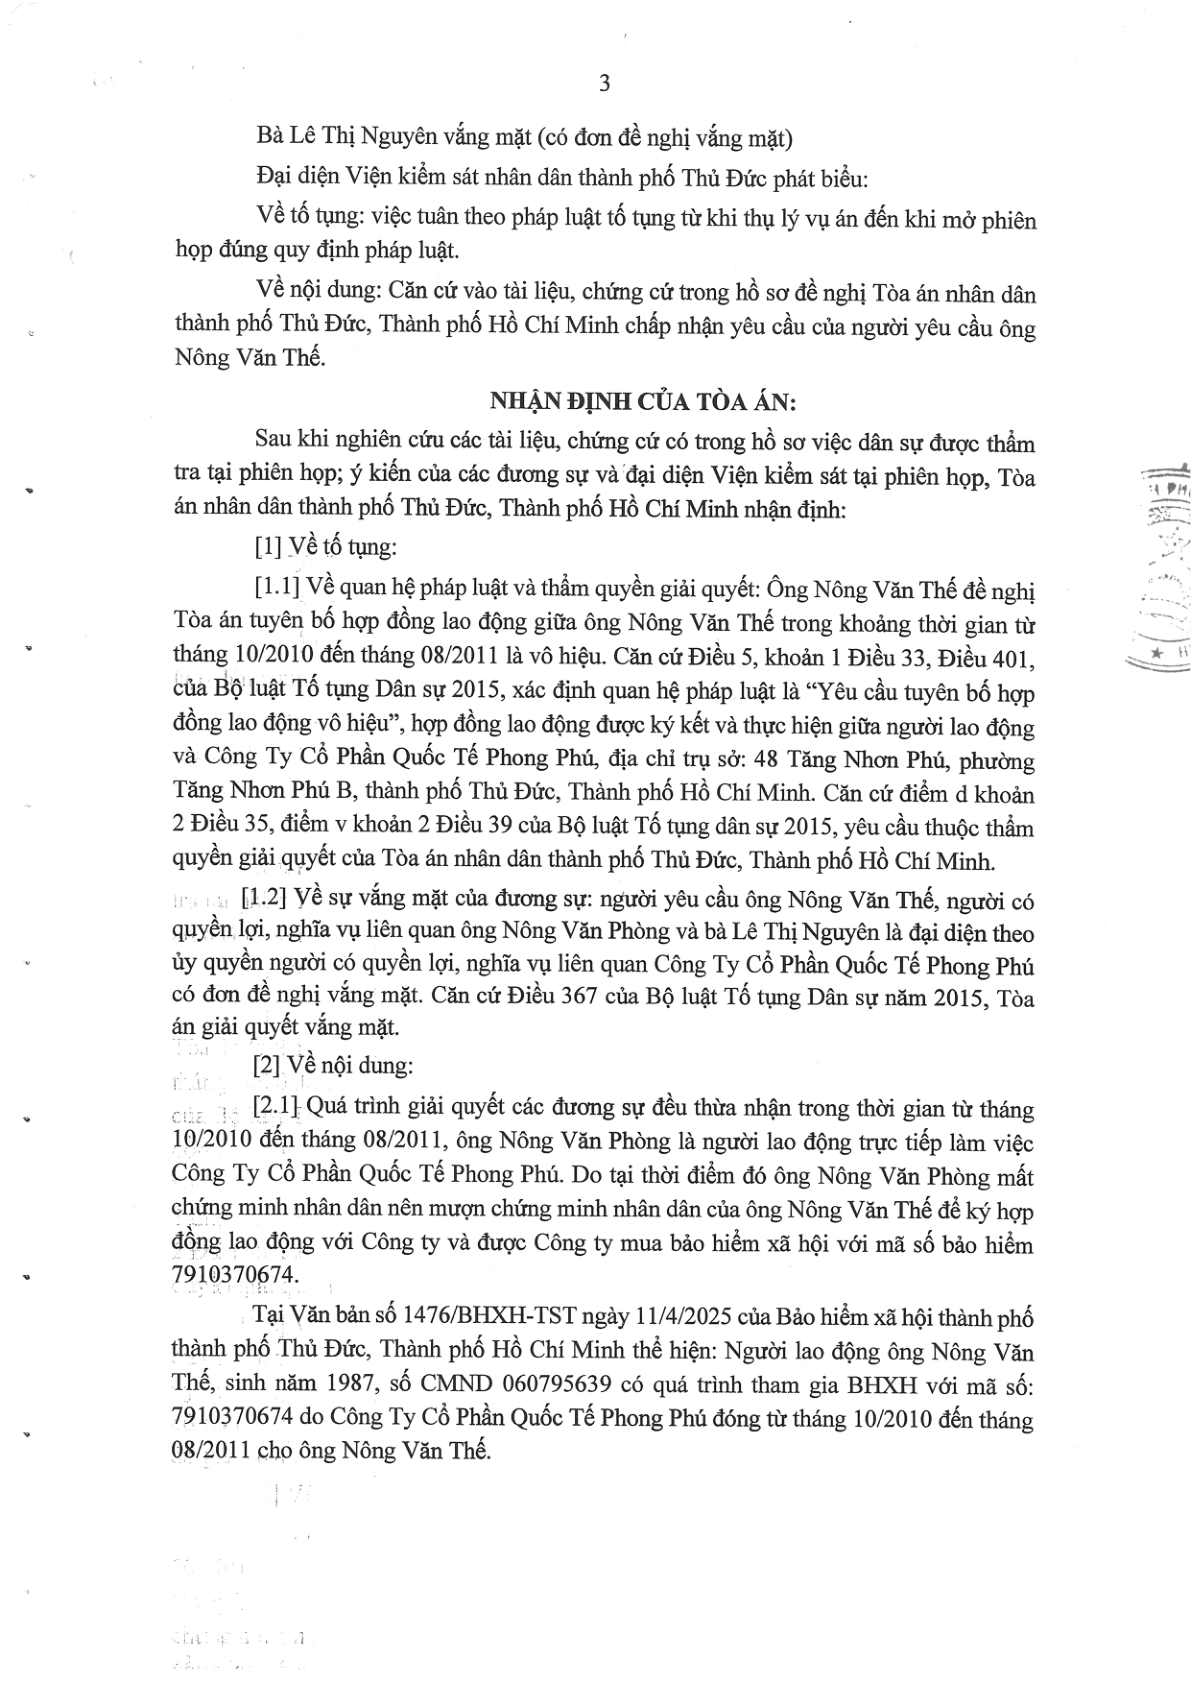 3
Bà Lê Thị Nguyên vắng mặt (có đơn đề nghị vắng mặt)
Đại diện Viện kiểm sát nhân dân thành phố Thủ Đức phát biểu:
Về tố tụng: việc tuân theo pháp luật tố tụng từ khi thụ lý vụ án đến khi mở phiên
họp đúng quy định pháp luật.
Về nội dung: Căn cứ vào tài liệu, chứng cứ trong hồ sơ đề nghị Tòa án nhân dân
thành phố Thủ Đức, Thành phố Hồ Chí Minh chấp nhận yêu cầu của người yêu cầu ông
Nông Văn Thế.
NHẬN ĐỊNH CỦA TÒA ÁN:
Sau khi nghiên cứu các tài liệu, chứng cứ có trong hồ sơ việc dân sự được thẩm
tra tại phiên họp; ý kiến của các đương sự và đại diện Viện kiểm sát tại phiên họp, Tòa
án nhân dân thành phố Thủ Đức, Thành phố Hồ Chí Minh nhận định:
[1] Về tố tụng:
[1.1] Về quan hệ pháp luật và thẩm quyền giải quyết: Ông Nông Văn Thế đề nghị
Tòa án tuyên bố hợp đồng lao động giữa ông Nông Văn Thế trong khoảng thời gian từ
tháng 10/2010 đến tháng 08/2011 là vô hiệu. Căn cứ Điều 5, khoản 1 Điều 33, Điều 401,
của Bộ luật Tố tụng Dân sự 2015, xác định quan hệ pháp luật là “Yêu cầu tuyên bố hợp
đồng lao động vô hiệu”, hợp đồng lao động được ký kết và thực hiện giữa người lao động
và Công Ty Cổ Phần Quốc Tế Phong Phú, địa chỉ trụ sở: 48 Tăng Nhơn Phú, phường
Tăng Nhơn Phú B, thành phố Thủ Đức, Thành phố Hồ Chí Minh. Căn cứ điểm d khoản
2 Điều 35, điểm v khoản 2 Điều 39 của Bộ luật Tố tụng dân sự 2015, yêu cầu thuộc thẩm
quyền giải quyết của Tòa án nhân dân thành phố Thủ Đức, Thành phố Hồ Chí Minh.
[1.2] Về sự vắng mặt của đương sự: người yêu cầu ông Nông Văn Thế, người có
quyền lợi, nghĩa vụ liên quan ông Nông Văn Phòng và bà Lê Thị Nguyên là đại diện theo
ủy quyền người có quyền lợi, nghĩa vụ liên quan Công Ty Cổ Phần Quốc Tế Phong Phú
có đơn đề nghị vắng mặt. Căn cứ Điều 367 của Bộ luật Tố tụng Dân sự năm 2015, Tòa
án giải quyết vắng mặt.
[2] Về nội dung:
[2.1] Quá trình giải quyết các đương sự đều thừa nhận trong thời gian từ tháng
10/2010 đến tháng 08/2011, ông Nông Văn Phòng là người lao động trực tiếp làm việc
Công Ty Cổ Phần Quốc Tế Phong Phú. Do tại thời điểm đó ông Nông Văn Phòng mất
chứng minh nhân dân nên mượn chứng minh nhân dân của ông Nông Văn Thế để ký hợp
đồng lao động với Công ty và được Công ty mua bảo hiểm xã hội với mã số bảo hiểm
7910370674.
Tại Văn bản số 1476/BHXH-TST ngày 11/4/2025 của Bảo hiểm xã hội thành phố
thành phố Thủ Đức, Thành phố Hồ Chí Minh thể hiện: Người lao động ông Nông Văn
Thế, sinh năm 1987, số CMND 060795639 có quá trình tham gia BHXH với mã số:
7910370674 do Công Ty Cổ Phần Quốc Tế Phong Phú đóng từ tháng 10/2010 đến tháng
08/2011 cho ông Nông Văn Thế.